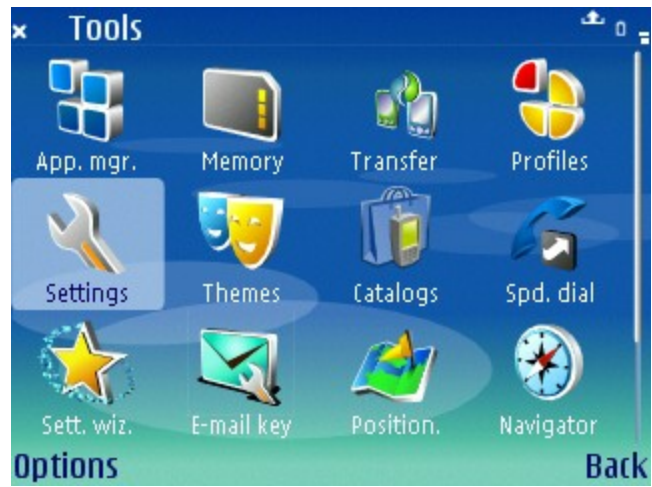 Tools
App. mgr. Memory Transfer Profiles
Settings Themes Catalogs Spd. dial
Sett. wiz. E-mail key Position. Navigator
Options Back